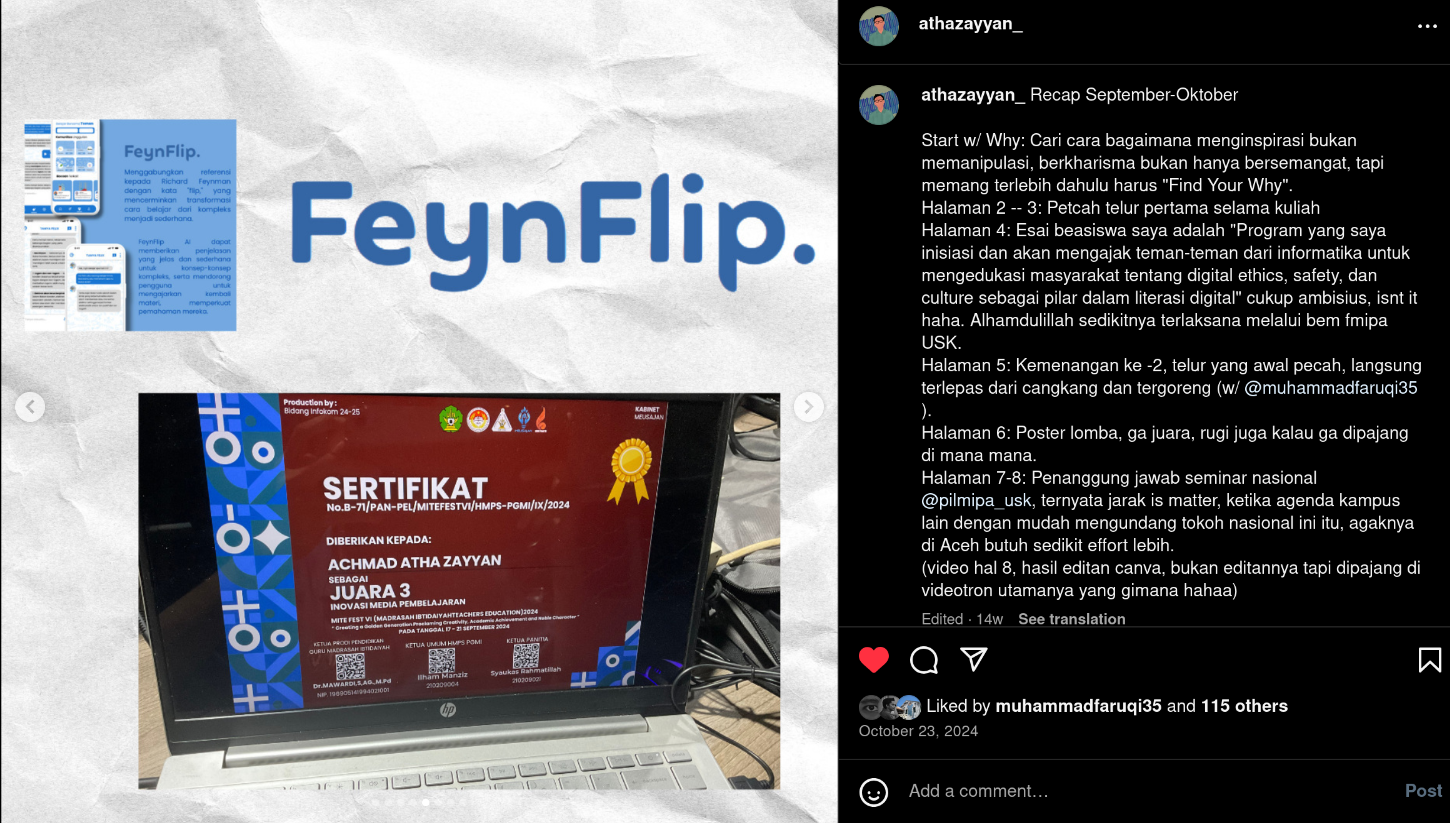 FeynFlip.
Menggabungkan referensi
kepada Richard Feynman
dengan kata "flip," yang
mencerminkan transformasi
cara belajar dari kompleks
menjadi sederhana.
FeynFlip AI dapat
memberikan penjelasan
yang jelas dan sederhana
untuk konsep-konsep
kompleks, serta mendorong
pengguna untuk
mengajarkan kembali
materi, memperkuat
pemahaman mereka.
FeynFlip.
Production by :
Bidang Infokom 24-25
KABINET
MEUSAJAN
SERTIFIKAT
No.B-71/PAN-PEL/MITEFESTVI/HMPS-PGMI/IX/2024
DIBERIKAN KEPADA:
ACHMAD ATHA ZAYYAN
SEBAGAI
JUARA 3
INOVASI MEDIA PEMBELAJARAN
MITE FEST VI (MADRASAH IBTIDAIYAHTEACHERS EDUCATION)2024
" Greeting a Golden Generation:Preclaming Creativity, Academic Achievement and Noble Character "
PADA TANGGAL 17 - 21 SEPTEMBER 2024
KETUA PRODI PENDIDIKAN
GURU MADRASAH IBTIDAIYAH
KETUA UMUM HMPS PGMI
KETUA PANITIA
Dr.MAWARDI,S,AG.,M.Pd
NIP. 196905141994021001
Ilham Manziz
210209004
Syaukas Rahmatillah
210209021
hp
athazayyan_
athazayyan_ Recap September-Oktober
Start w/ Why: Cari cara bagaimana menginspirasi bukan
memanipulasi, berkharisma bukan hanya bersemangat, tapi
memang terlebih dahulu harus "Find Your Why".
Halaman 2 -- 3: Petcah telur pertama selama kuliah
Halaman 4: Esai beasiswa saya adalah "Program yang saya
inisiasi dan akan mengajak teman-teman dari informatika untuk
mengedukasi masyarakat tentang digital ethics, safety, dan
culture sebagai pilar dalam literasi digital" cukup ambisius, isnt it
haha. Alhamdulillah sedikitnya terlaksana melalui bem fmipa
USK.
Halaman 5: Kemenangan ke -2, telur yang awal pecah, langsung
terlepas dari cangkang dan tergoreng (w/ @muhammadfaruqi35
).
Halaman 6: Poster lomba, ga juara, rugi juga kalau ga dipajang
di mana mana.
Halaman 7-8: Penanggung jawab seminar nasional
@pilmipa_usk, ternyata jarak is matter, ketika agenda kampus
lain dengan mudah mengundang tokoh nasional ini itu, agaknya
di Aceh butuh sedikit effort lebih.
(video hal 8, hasil editan canva, bukan editannya tapi dipajang di
videotron utamanya yang gimana hahaa)
Edited · 14w See translation
Liked by muhammadfaruqi35 and 115 others
October 23, 2024
Add a comment…
Post